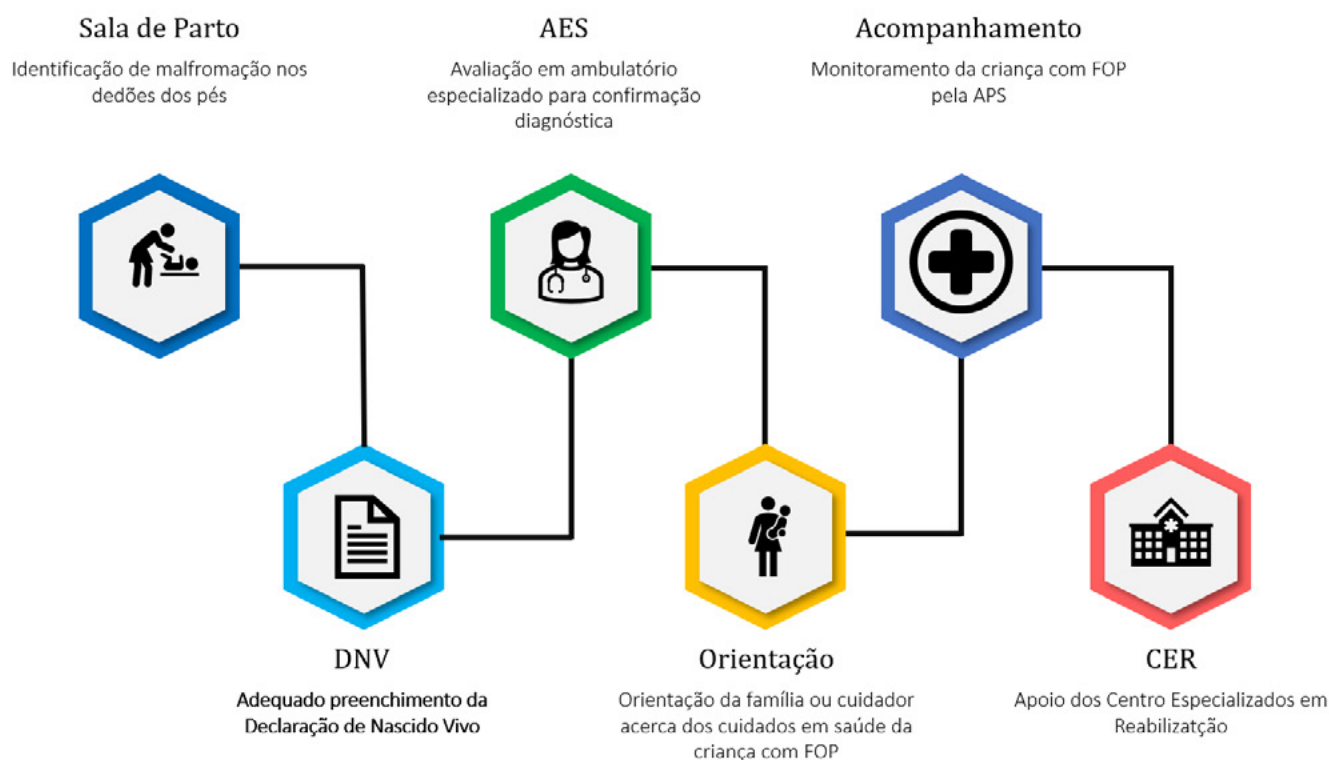 Sala de Parto
Identificação de malfromação nos
dedões dos pés
AES
Avaliação em ambulatório
especializado para confirmação
diagnóstica
Acompanhamento
Monitoramento da criança com FOP
pela APS
DNV
Adequado preenchimento da
Declaração de Nascido Vivo
Orientação
Orientação da família ou cuidador
acerca dos cuidados em saúde da
criança com FOP
CER
Apoio dos Centro Especializados em
Reabilizatção